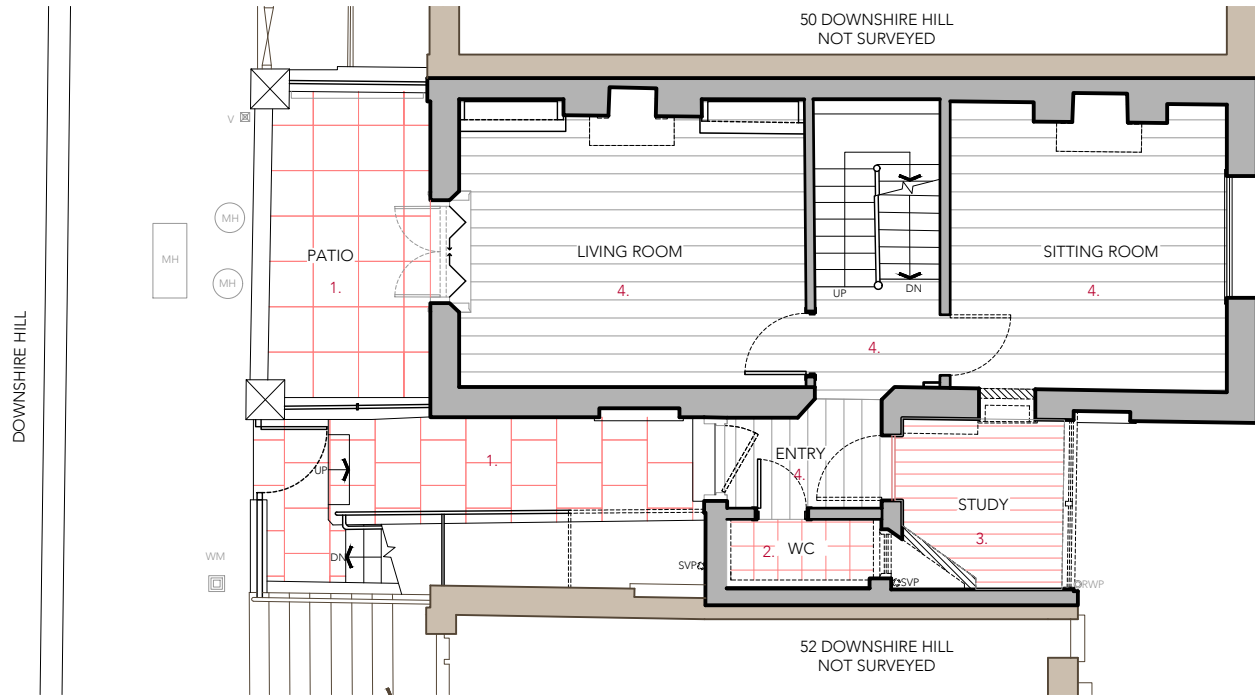 50 DOWNSHIRE HILL
NOT SURVEYED
V
MH
MH
MH
PATIO
1.
LIVING ROOM
4.
UP
DN
SITTING ROOM
4.
4.
DOWNSHIRE HILL
1.
UP
ENTRY
4.
STUDY
3.
2.
WC
DN
WM
SVP
SVP
RWP
52 DOWNSHIRE HILL
NOT SURVEYED